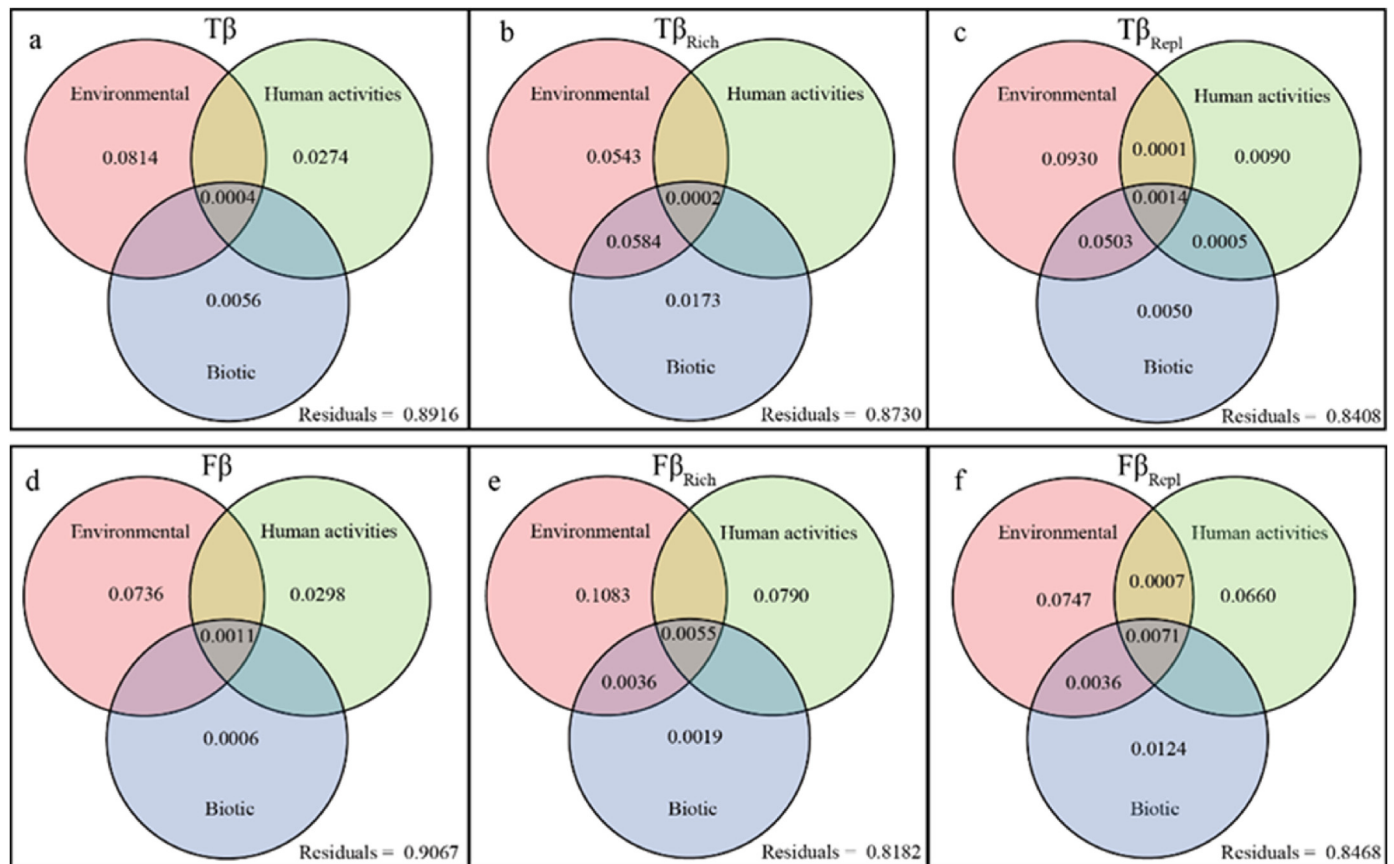 a Tβ
Environmental Human activities
0.0814 0.0274
0.0004
0.0056
Biotic
Residuals = 0.8916
b TβRich
Environmental Human activities
0.0543
0.0002
0.0584
0.0173
Biotic
Residuals = 0.8730
c TβRepl
Environmental Human activities
0.0930 0.0001 0.0090
0.0014
0.0503 0.0005
0.0050
Biotic
Residuals = 0.8408
d Fβ
Environmental Human activities
0.0736 0.0298
0.0011
0.0006
Biotic
Residuals = 0.9067
e FβRich
Environmental Human activities
0.1083 0.0790
0.0055
0.0036
0.0019
Biotic
Residuals = 0.8182
f FβRepl
Environmental Human activities
0.0747 0.0007 0.0660
0.0071
0.0036
0.0124
Biotic
Residuals = 0.8468